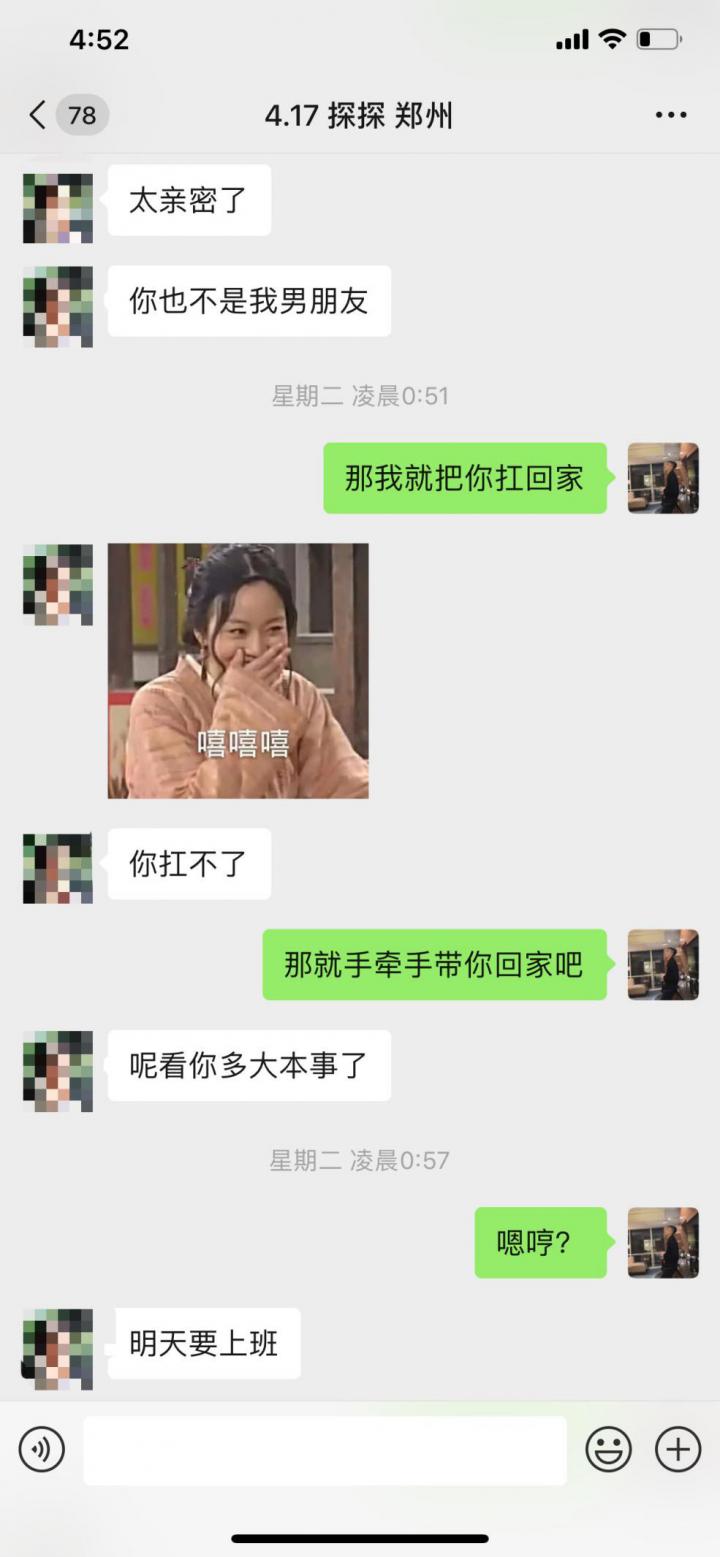 4:52
78
4.17 探探 郑州
太亲密了
你也不是我男朋友
星期二 凌晨0:51
那我就把你扛回家
嘻嘻嘻
你扛不了
那就手牵手带你回家吧
呢看你多大本事了
星期二 凌晨0:57
嗯哼?
明天要上班